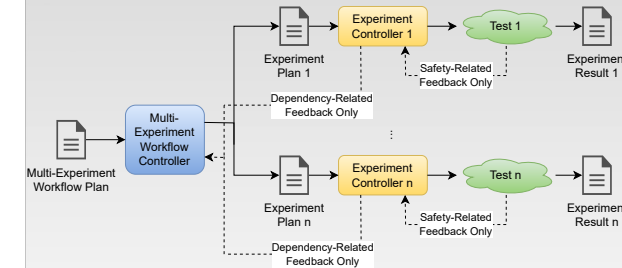 Experiment
Plan 1
Experiment
Controller 1
Test 1
Experiment
Result 1
Safety-Related
Feedback Only
Dependency-Related
Feedback Only
Multi-Experiment
Workflow Plan
Multi-
Experiment
Workflow
Controller
...
Experiment
Plan n
Experiment
Controller n
Test n
Experiment
Result n
Safety-Related
Feedback Only
Dependency-Related
Feedback Only